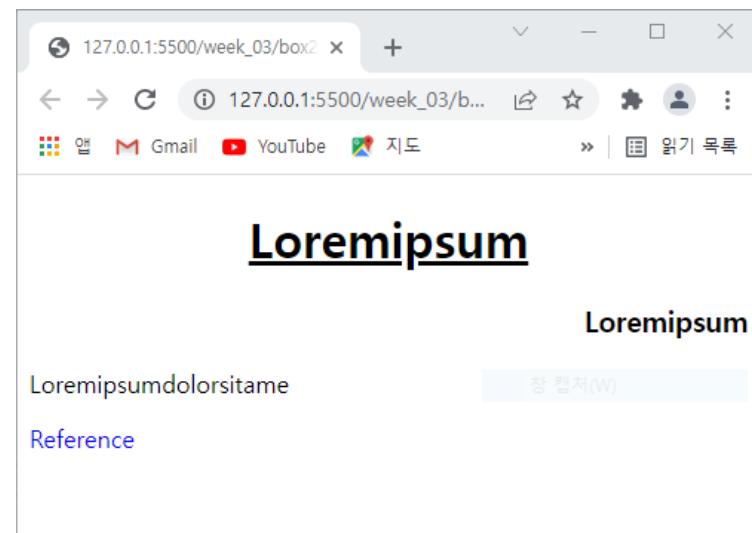 127.0.0.1:5500/week_03/box2
127.0.0.1:5500/week_03/b...
앱 Gmail YouTube 지도 » 읽기 목록
Loremipsum
Loremipsum
Loremipsumdolorsitame
창 캡처(W)
Reference